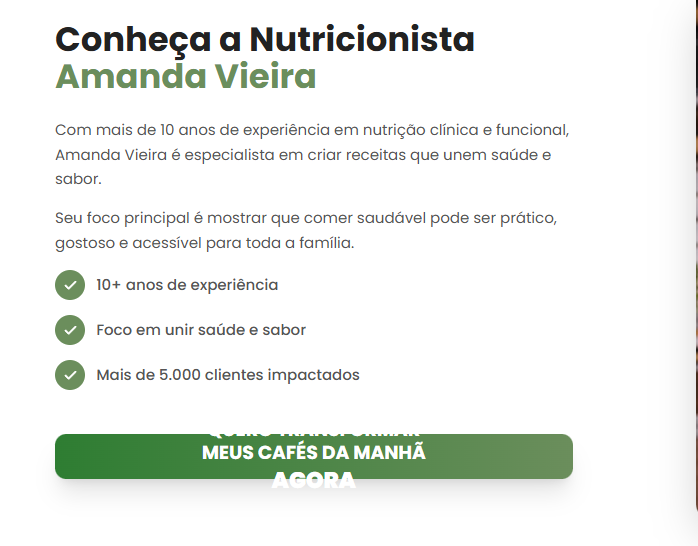 Conheça a Nutricionista
Amanda Vieira
Com mais de 10 anos de experiência em nutrição clínica e funcional,
Amanda Vieira é especialista em criar receitas que unem saúde e
sabor.
Seu foco principal é mostrar que comer saudável pode ser prático,
gostoso e acessível para toda a família.
10+ anos de experiência
Foco em unir saúde e sabor
Mais de 5.000 clientes impactados
QUERO TRANSFORMAR
MEUS CAFÉS DA MANHÃ
AGORA